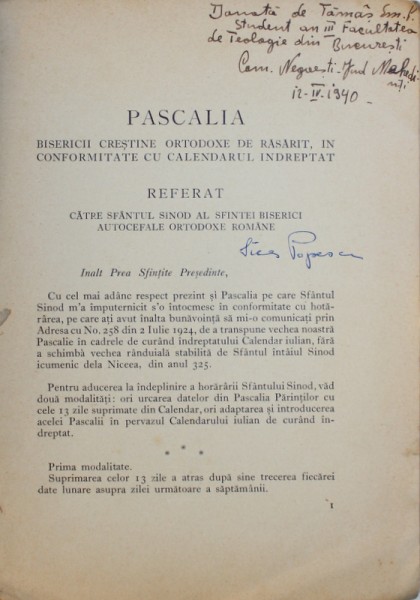 Donată de Tămâș Em. P.
Student an III Facultatea
de Teologie din București
Com. Negoești-Jud Mehedinți
12-IV.1940
PASCALIA
BISERICII CREȘTINE ORTODOXE DE RĂSĂRIT, IN
CONFORMITATE CU CALENDARUL INDREPTAT
REFERAT
CĂTRE SFÂNTUL SINOD AL SFINTEI BISERICI
AUTOCEFALE ORTODOXE ROMÂNE
Popescu
Inalt Prea Sfințite Președinte,
Cu cel mai adânc respect prezint și Pascalia pe care Sfântul
Sinod m'a împuternicit s'o întocmesc în conformitate cu hotă-
rârea, pe care ați avut înalta bunăvoință să mi-o comunicați prin
Adresa cu No. 258 din 2 Iulie 1924, de a transpune vechea noastră
Pascalie în cadrele de curând îndreptatului Calendar iulian, fără
a schimbà vechea rânduială stabilită de Sfântul întâiul Sinod
icumenic dela Niceea, din anul 325.
Pentru aducerea la îndeplinire a horărârii Sfântului Sinod, văd
două modalități: ori urcarea datelor din Pascalia Părinților cu
cele 13 zile suprimate din Calendar, ori adaptarea și introducerea
acelei Pascalii în pervazul Calendarului iulian de curând în-
dreptat.
* * *
Prima modalitate.
Suprimarea celor 13 zile a atras după sine trecerea fiecărei
date lunare asupra zilei următoare a săptămânii.
1